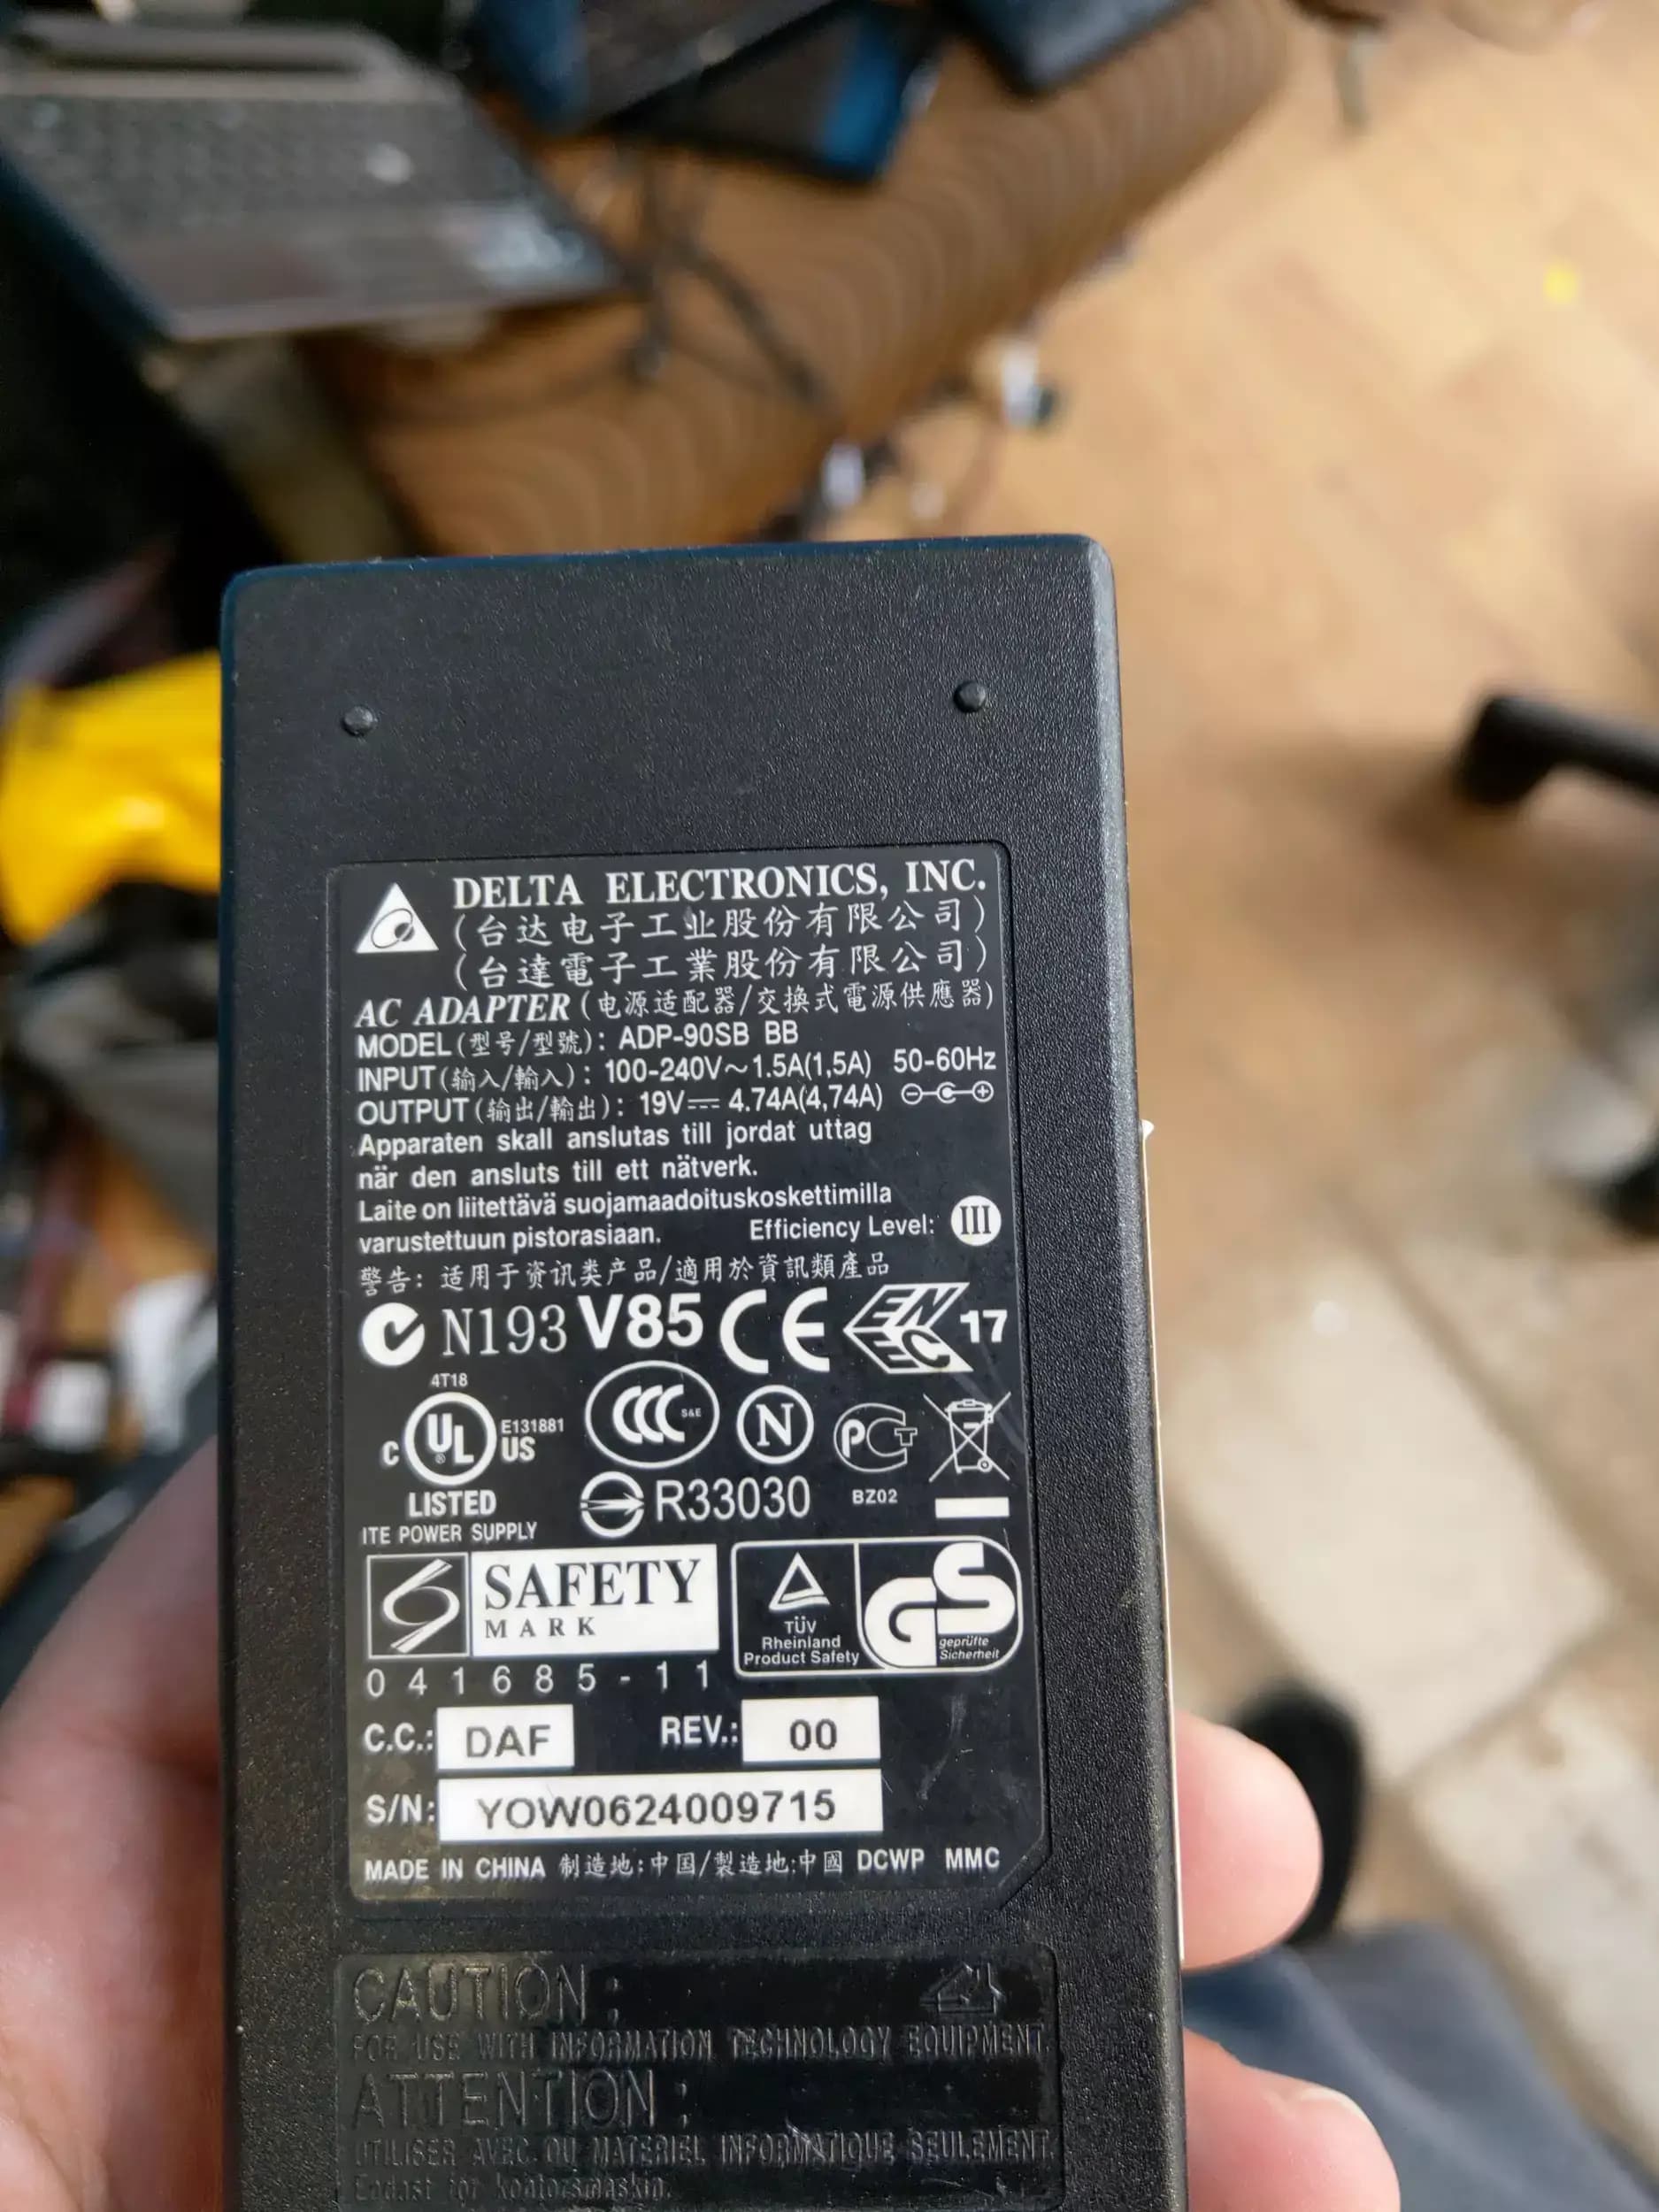 DELTA ELECTRONICS, INC.
(台达电子工业股份有限公司)
(台達電子工業股份有限公司)
AC ADAPTER (电源适配器/交換式電源供應器)
MODEL(型号/型號): ADP-90SB BB
INPUT(输入/輸入): 100-240V~1.5A(1,5A) 50-60Hz
OUTPUT(输出/輸出): 19V⎓ 4.74A(4,74A)
Apparaten skall anslutas till jordat uttag
när den ansluts till ett nätverk.
Laite on liitettävä suojamaadoituskoskettimilla
varustettuun pistorasiaan. Efficiency Level: III
警告: 适用于资讯类产品/適用於資訊類產品
N193 V85 CE ENEC 17
4T18
C UL US E131881
LISTED
ITE POWER SUPPLY
CCC S&E
N
PCT
BZ02
R33030
SAFETY
MARK
041685-11
TÜV
Rheinland
Product Safety
GS
geprüfte
Sicherheit
C.C.: DAF REV.: 00
S/N: YOW0624009715
MADE IN CHINA 制造地:中国/製造地:中國 DCWP MMC
CAUTION:
FOR USE WITH INFORMATION TECHNOLOGY EQUIPMENT
ATTENTION:
UTILISER AVEC OU MATERIEL INFORMATIQUE SEULEMENT
Endast for kontorsmaskin.